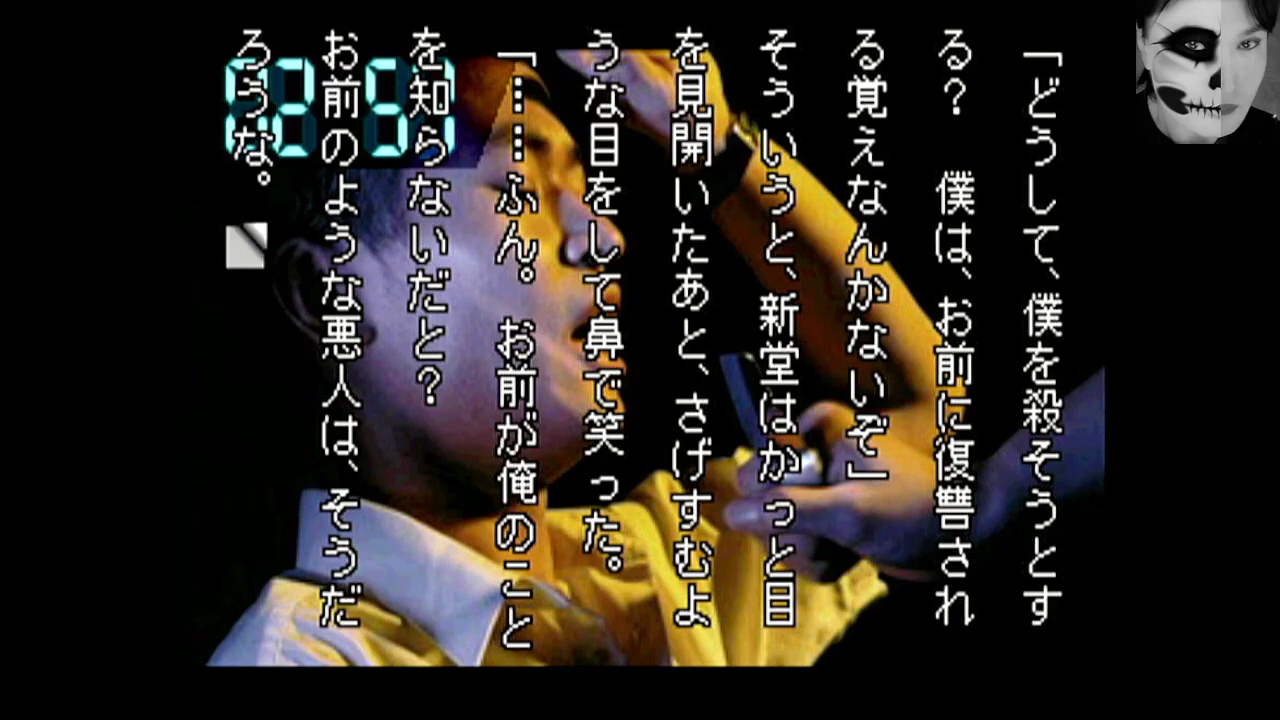 「どうして、僕を殺そうとす
る？　僕は、お前に復讐され
る覚えなんかないぞ」
そういうと、新堂はかっと目
を見開いたあと、さげすむよ
うな目をして鼻で笑った。
「……ふん。　お前が俺のこと
を知らないだと？
お前のような悪人は、そうだ
ろうな。